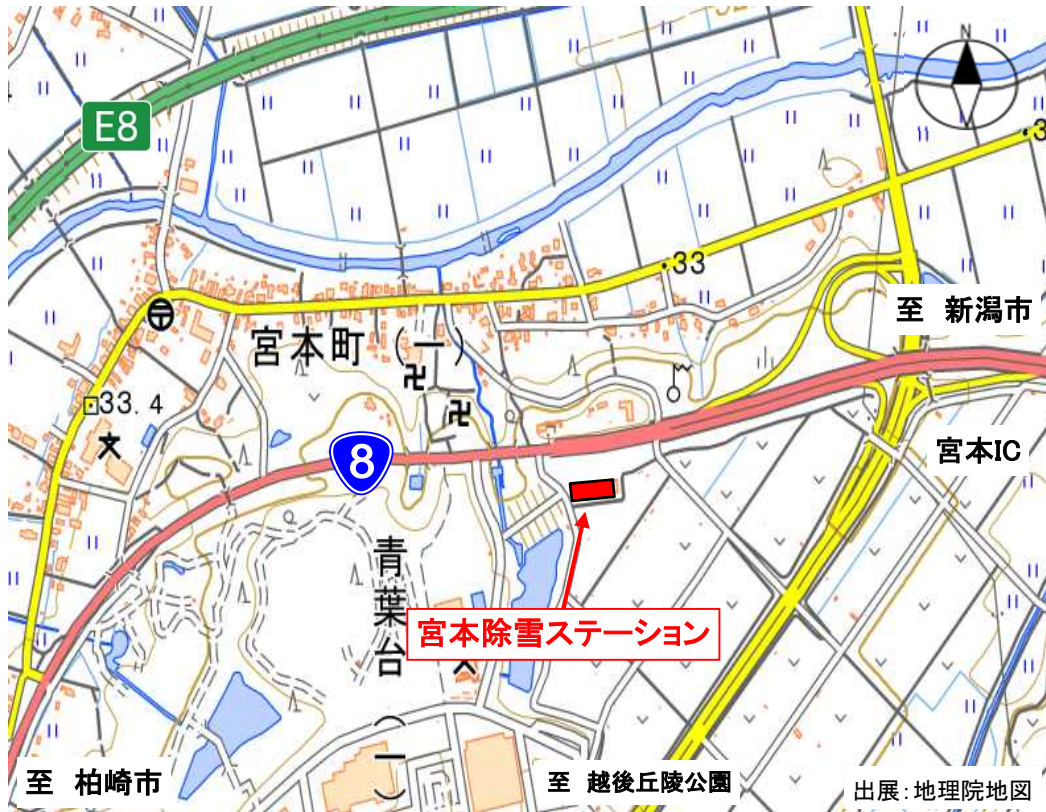 N
E8
33
至 新潟市
宮本町（一）
33.4
8
宮本IC
青葉台（一）
宮本除雪ステーション
至 柏崎市
至 越後丘陵公園
出展：地理院地図